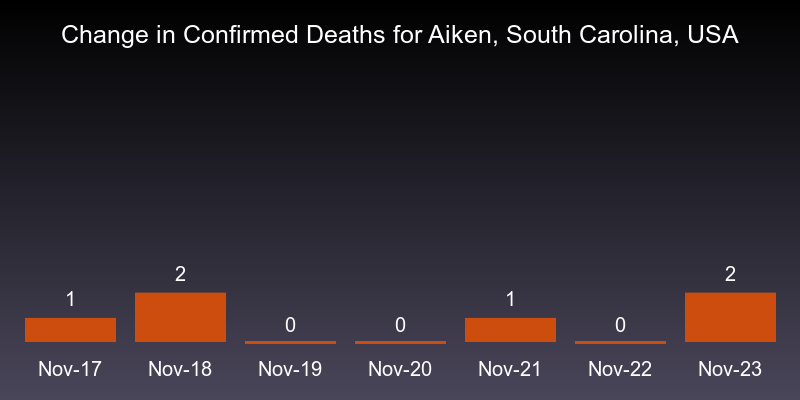 Change in Confirmed Deaths for Aiken, South Carolina, USA
1 2 0 0 1 0 2
Nov-17 Nov-18 Nov-19 Nov-20 Nov-21 Nov-22 Nov-23